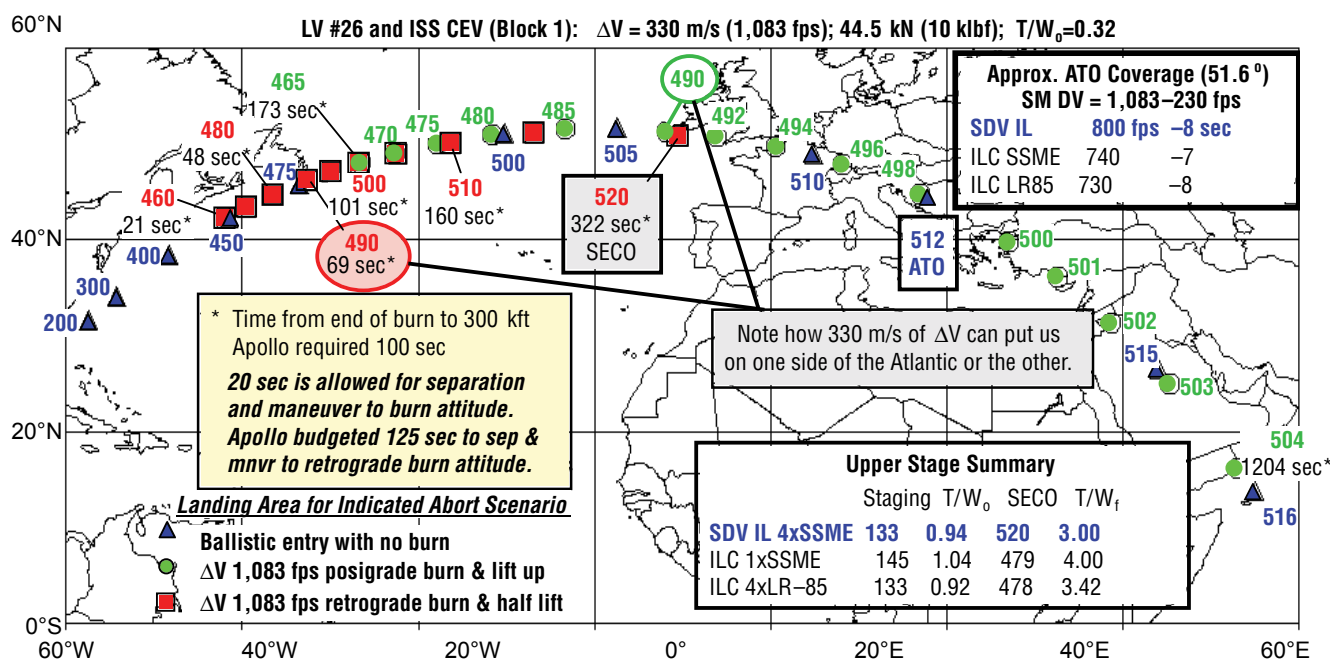 LV #26 and ISS CEV (Block 1): ΔV = 330 m/s (1,083 fps); 44.5 kN (10 klbf); T/Wo=0.32
60°N
40°N
20°N
0°S
60°W
40°W
20°W
0°
20°E
40°E
60°E
Approx. ATO Coverage (51.6 o)
SM DV = 1,083–230 fps
SDV IL 800 fps –8 sec
ILC SSME 740 –7
ILC LR85 730 –8
465
173 sec*
480
48 sec*
460
21 sec*
475
470
475
480
485
490
492
494
496
498
500
501
502
503
504
1204 sec*
500
505
510
512
ATO
515
516
450
400
300
200
500
101 sec*
510
160 sec*
490
69 sec*
520
322 sec*
SECO
Note how 330 m/s of ΔV can put us
on one side of the Atlantic or the other.
* Time from end of burn to 300 kft
Apollo required 100 sec
20 sec is allowed for separation
and maneuver to burn attitude.
Apollo budgeted 125 sec to sep &
mnvr to retrograde burn attitude.
Landing Area for Indicated Abort Scenario
Ballistic entry with no burn
ΔV 1,083 fps posigrade burn & lift up
ΔV 1,083 fps retrograde burn & half lift
Upper Stage Summary
Staging T/Wo SECO T/Wf
SDV IL 4xSSME 133 0.94 520 3.00
ILC 1xSSME 145 1.04 479 4.00
ILC 4xLR–85 133 0.92 478 3.42